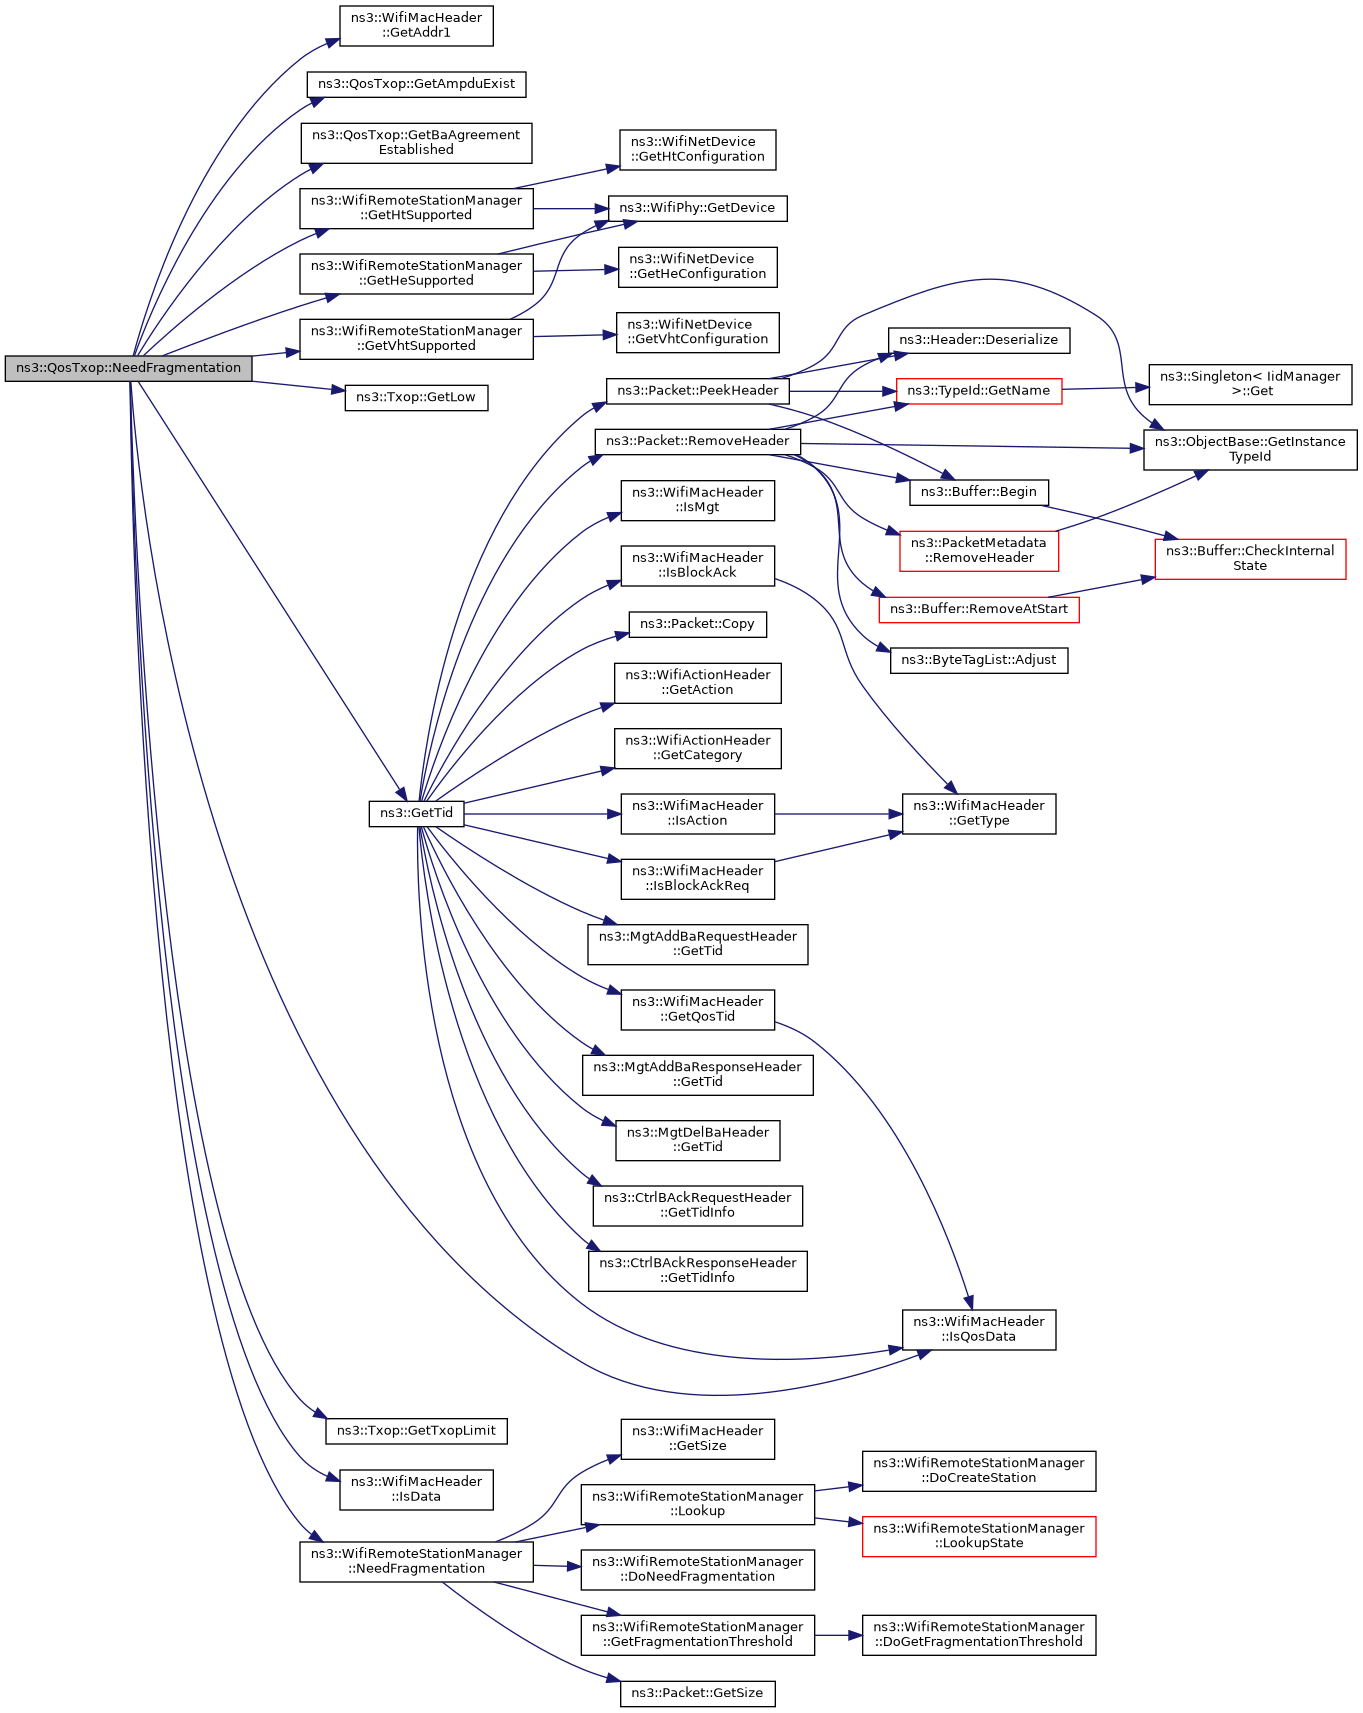 ns3::WifiMacHeader
::GetAddr1
ns3::QosTxop::GetAmpduExist
ns3::QosTxop::GetBaAgreement
Established
ns3::WifiRemoteStationManager
::GetHtSupported
ns3::WifiRemoteStationManager
::GetHeSupported
ns3::WifiRemoteStationManager
::GetVhtSupported
ns3::QosTxop::NeedFragmentation
ns3::Txop::GetLow
ns3::GetTid
ns3::Txop::GetTxopLimit
ns3::WifiMacHeader
::IsData
ns3::WifiRemoteStationManager
::NeedFragmentation
ns3::WifiNetDevice
::GetHtConfiguration
ns3::WifiPhy::GetDevice
ns3::WifiNetDevice
::GetHeConfiguration
ns3::WifiNetDevice
::GetVhtConfiguration
ns3::Packet::PeekHeader
ns3::Packet::RemoveHeader
ns3::WifiMacHeader
::IsMgt
ns3::WifiMacHeader
::IsBlockAck
ns3::Packet::Copy
ns3::WifiActionHeader
::GetAction
ns3::WifiActionHeader
::GetCategory
ns3::WifiMacHeader
::IsAction
ns3::WifiMacHeader
::IsBlockAckReq
ns3::MgtAddBaRequestHeader
::GetTid
ns3::WifiMacHeader
::GetQosTid
ns3::MgtAddBaResponseHeader
::GetTid
ns3::MgtDelBaHeader
::GetTid
ns3::CtrlBAckRequestHeader
::GetTidInfo
ns3::CtrlBAckResponseHeader
::GetTidInfo
ns3::WifiMacHeader
::GetSize
ns3::WifiRemoteStationManager
::Lookup
ns3::WifiRemoteStationManager
::DoNeedFragmentation
ns3::WifiRemoteStationManager
::GetFragmentationThreshold
ns3::Packet::GetSize
ns3::Header::Deserialize
ns3::TypeId::GetName
ns3::Buffer::Begin
ns3::PacketMetadata
::RemoveHeader
ns3::Buffer::RemoveAtStart
ns3::ByteTagList::Adjust
ns3::WifiMacHeader
::GetType
ns3::WifiMacHeader
::IsQosData
ns3::WifiRemoteStationManager
::DoCreateStation
ns3::WifiRemoteStationManager
::LookupState
ns3::WifiRemoteStationManager
::DoGetFragmentationThreshold
ns3::Singleton< IidManager
>::Get
ns3::ObjectBase::GetInstance
TypeId
ns3::Buffer::CheckInternal
State